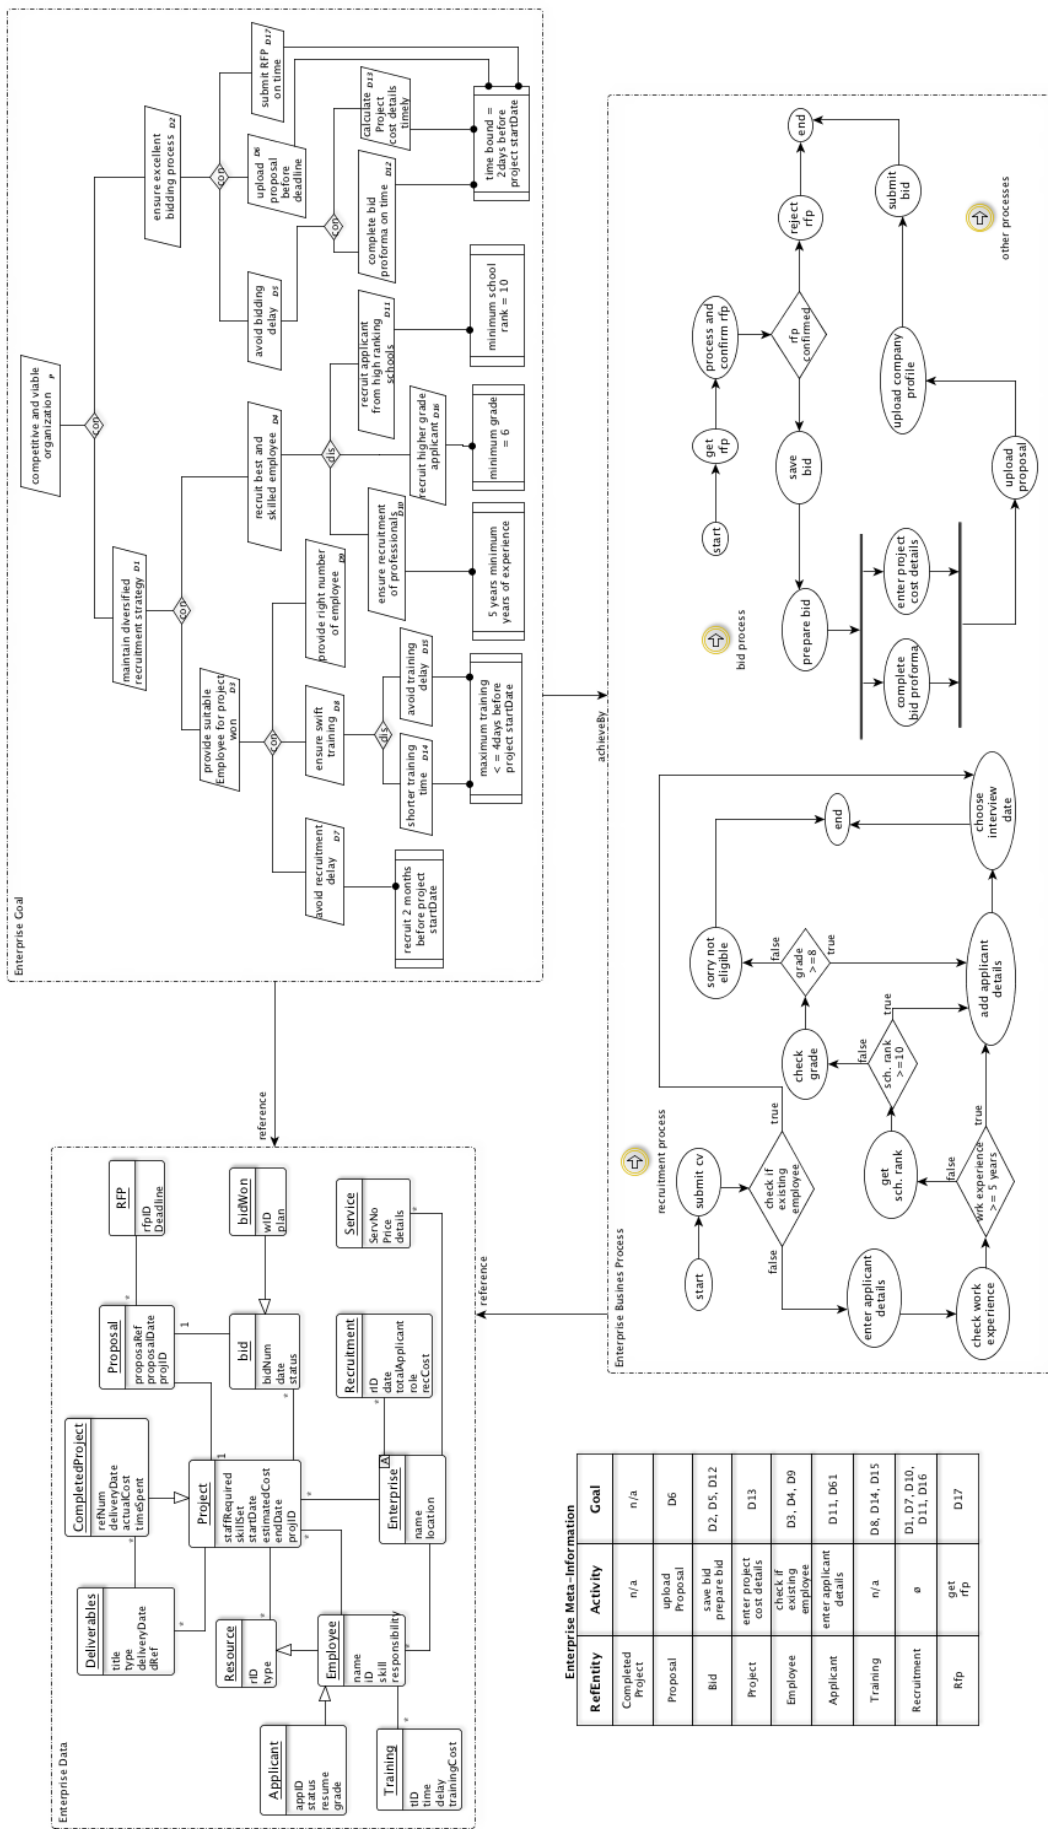 Enterprise Data
Deliverables
title
type
deliveryDate
dRef
CompletedProject
refNum
deliveryDate
actualCost
timeSpent
Proposal
proposaRef
proposalDate
projID
RFP
rfpID
Deadline
*
*
*
1
Resource
rID
type
Project
staffRequired
skillSet
startDate
estimatedCost
endDate
projID
1
*
*
*
*
bid
bidNum
date
status
bidWon
wID
plan
Applicant
appID
status
resume
grade
Employee
name
iD
skill
responsibility
*
Training
tID
time
delay
trainingCost
*
Enterprise
A
name
location
Recruitment
rID
date
totalApplicant
role
recCost
*
Service
ServNo
Price
details
*
reference
reference
Enterprise Goal
competitive and viable
organization P
con
maintain diversified
recruitment strategy D1
ensure excellent
bidding process D2
con
con
provide suitable
Employee for project
won D3
recruit best and
skilled employee D4
avoid bidding
delay D5
upload D6
proposal
before
deadline
submit RFP
on time D17
con
dis
con
avoid recruitment
delay D7
ensure swift
training D8
provide right number
of employee D9
ensure recruitment
of professionals D10
recruit higher grade
applicant D16
recruit applicant
from high ranking
schools D11
complete bid
proforma on time D12
calculate D13
Project
cost details
timely
dis
shorter training
time D14
avoid training
delay D15
recruit 2 months
before project
startDate
maximum training
< = 4days before
project startDate
5 years minimum
years of experience
minimum grade
= 6
minimum school
rank = 10
time bound =
2days before
project startDate
achieveBy
Enterprise Meta-Information
RefEntity Activity Goal
Completed
Project n/a n/a
Proposal upload
Proposal D6
Bid save bid
prepare bid D2, D5, D12
Project enter project
cost details D13
Employee check if
existing
employee D3, D4, D9
Applicant enter applicant
details D11, D61
Training n/a D8, D14, D15
Recruitment ø D1, D7, D10,
D11, D16
Rfp get
rfp D17
Enterprise Busines Process
recruitment process
start
submit cv
check if
existing
employee
false
true
enter applicant
details
check work
experience
wrk experience
>= 5 years
false
true
get
sch. rank
sch. rank
>=10
false
true
check
grade
grade
>=8
false
true
sorry not
eligible
add applicant
details
choose
interview
date
end
bid process
start
get
rfp
process and
confirm rfp
rfp
confirmed
reject
rfp
end
save
bid
prepare bid
complete
bid proforma
enter project
cost details
upload
proposal
upload company
profile
submit
bid
other processes